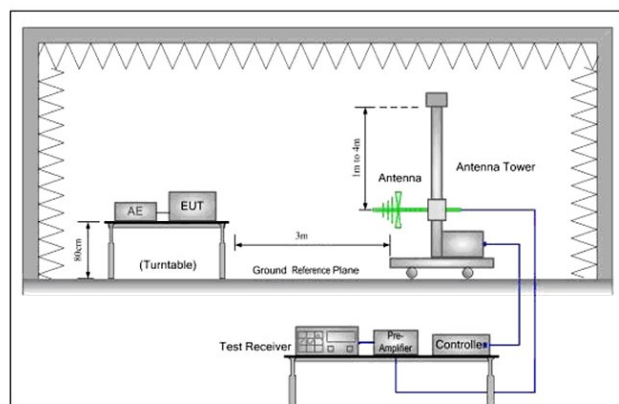 1m to 4m
Antenna
Antenna Tower
AE
EUT
80cm
(Turntable)
3m
Ground Reference Plane
Test Receiver
Pre-
Amplifier
Controlle